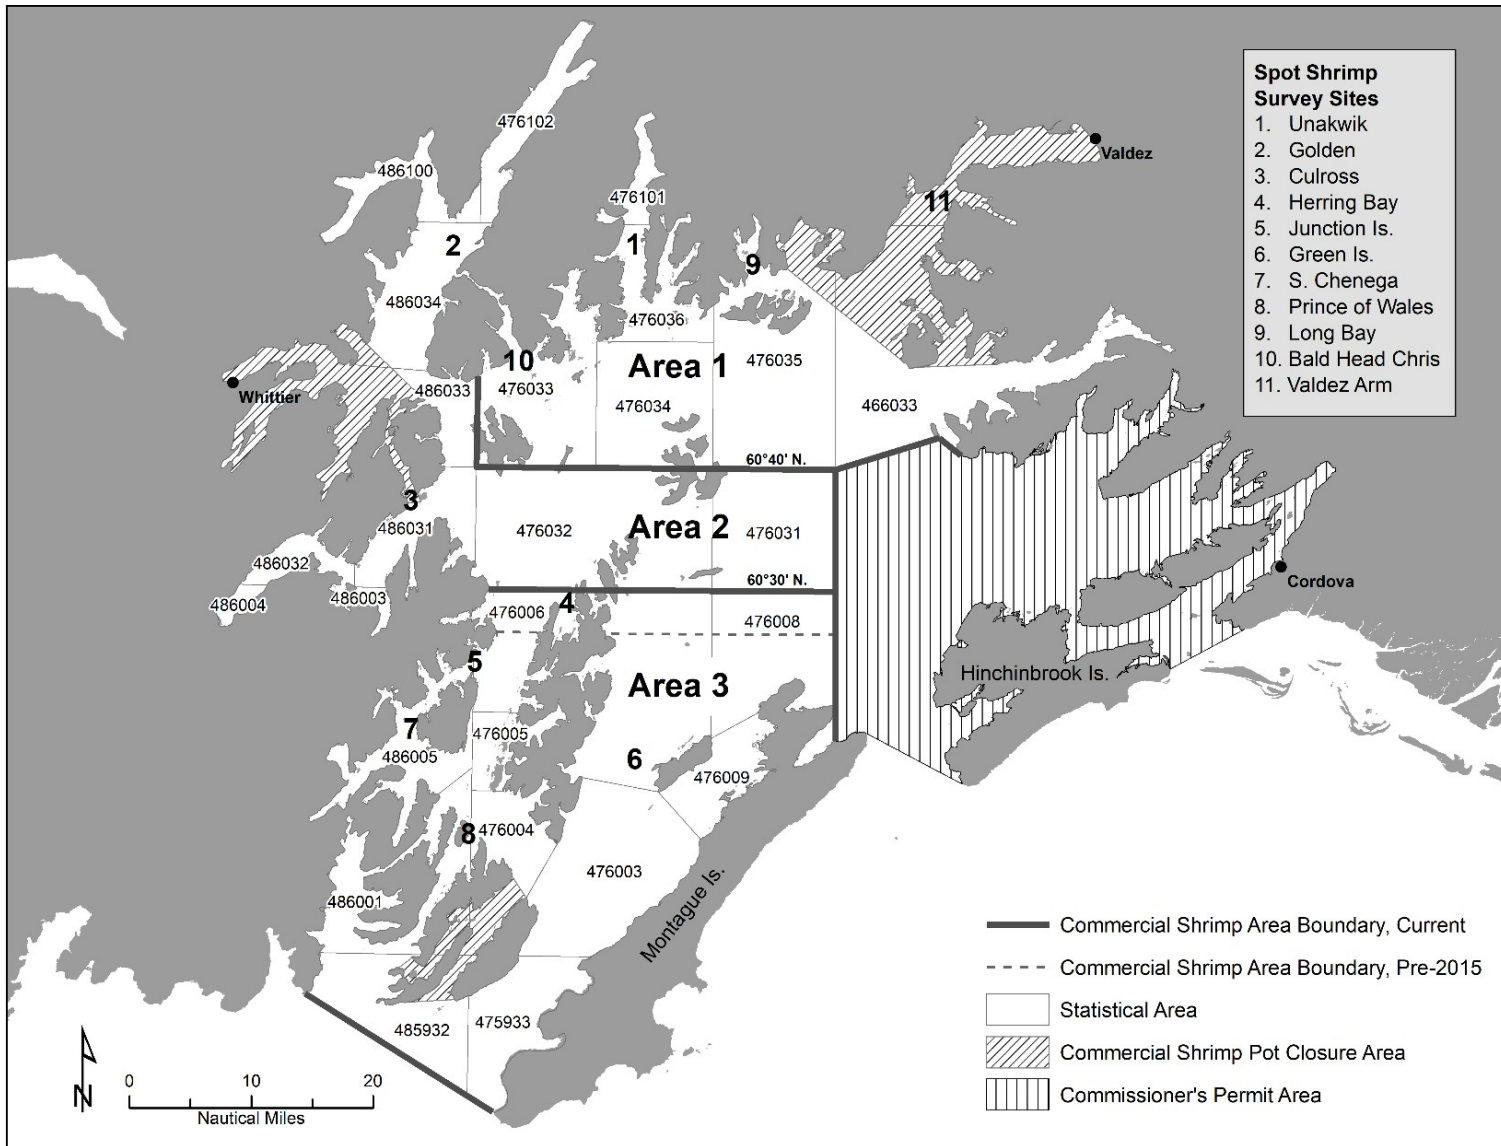 Spot Shrimp
Survey Sites
1. Unakwik
2. Golden
3. Culross
4. Herring Bay
5. Junction Is.
6. Green Is.
7. S. Chenega
8. Prince of Wales
9. Long Bay
10. Bald Head Chris
11. Valdez Arm
476102
Valdez
486100
476101
11
2
1
9
486034
476036
10
Area 1
476035
486033
476033
Whittier
476034
466033
60°40' N.
3
486031
476032
Area 2
476031
486032
60°30' N.
Cordova
486004
486003
476006
4
476008
5
Area 3
Hinchinbrook Is.
7
476005
486005
6
476009
8
476004
476003
486001
Montague Is.
485932
475933
N
0 10 20
Nautical Miles
Commercial Shrimp Area Boundary, Current
Commercial Shrimp Area Boundary, Pre-2015
Statistical Area
Commercial Shrimp Pot Closure Area
Commissioner's Permit Area